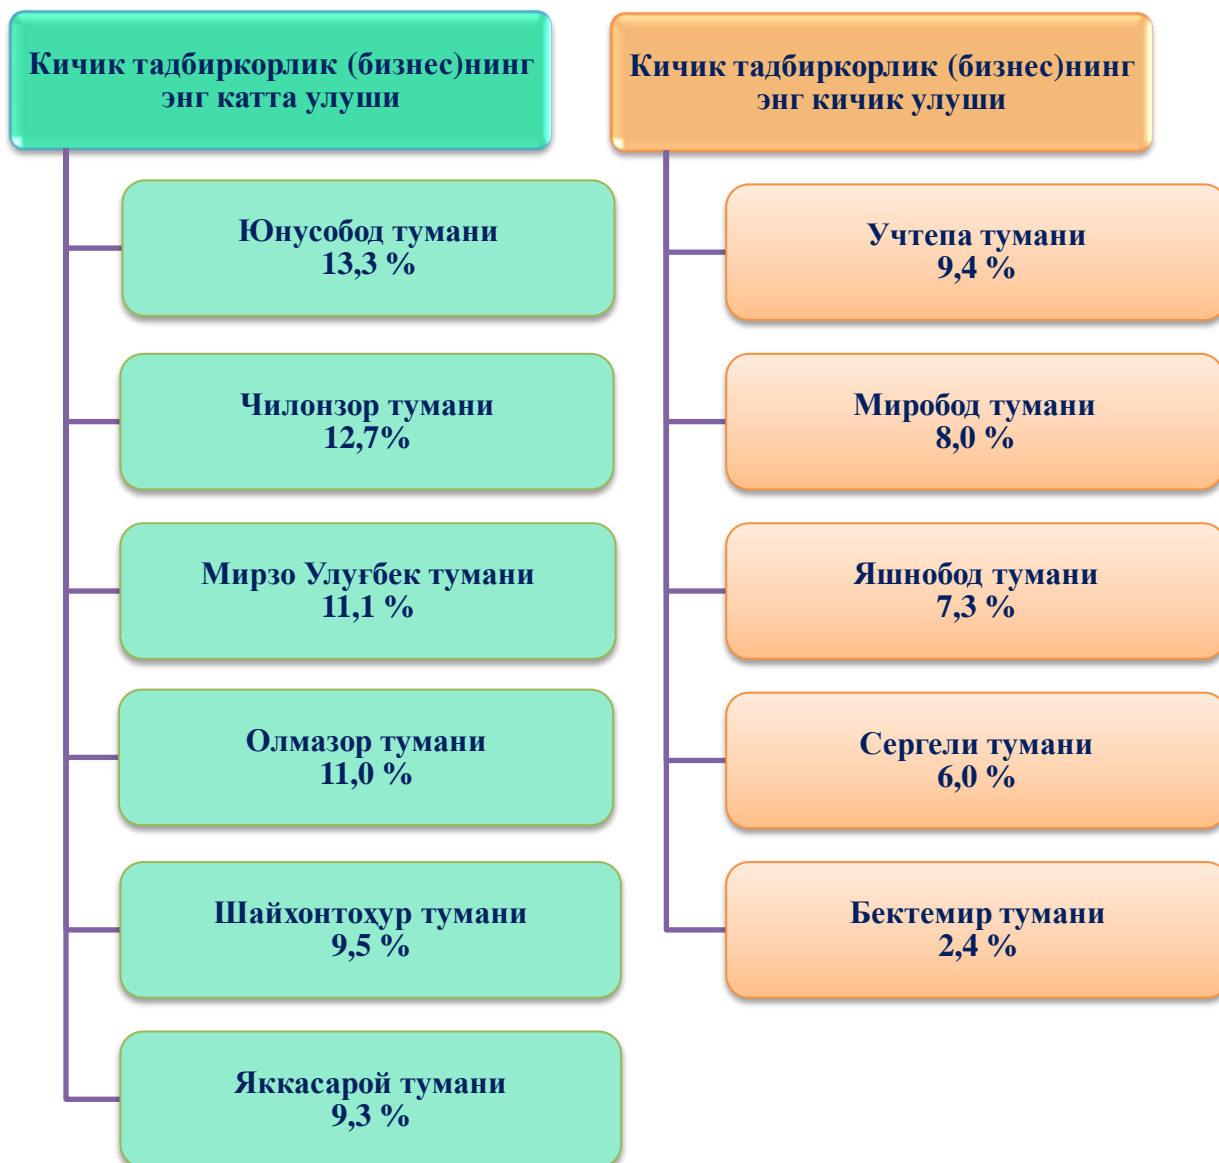 Кичик тадбиркорлик (бизнес)нинг
энг катта улуши
Юнусобод тумани
13,3 %
Чилонзор тумани
12,7%
Мирзо Улуғбек тумани
11,1 %
Олмазор тумани
11,0 %
Шайхонтоҳур тумани
9,5 %
Яккасарой тумани
9,3 %
Кичик тадбиркорлик (бизнес)нинг
энг кичик улуши
Учтепа тумани
9,4 %
Миробод тумани
8,0 %
Яшнобод тумани
7,3 %
Сергели тумани
6,0 %
Бектемир тумани
2,4 %